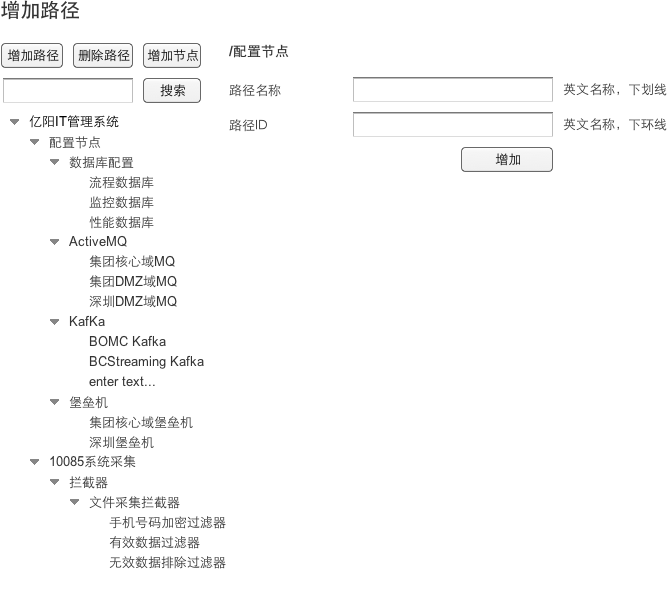 增加路径
增加路径 删除路径 增加节点 /配置节点
搜索 路径名称 英文名称，下划线
亿阳IT管理系统 路径ID 英文名称，下环线
配置节点
增加
数据库配置
流程数据库
监控数据库
性能数据库
ActiveMQ
集团核心域MQ
集团DMZ域MQ
深圳DMZ域MQ
KafKa
BOMC Kafka
BCStreaming Kafka
enter text...
堡垒机
集团核心域堡垒机
深圳堡垒机
10085系统采集
拦截器
文件采集拦截器
手机号码加密过滤器
有效数据过滤器
无效数据排除过滤器